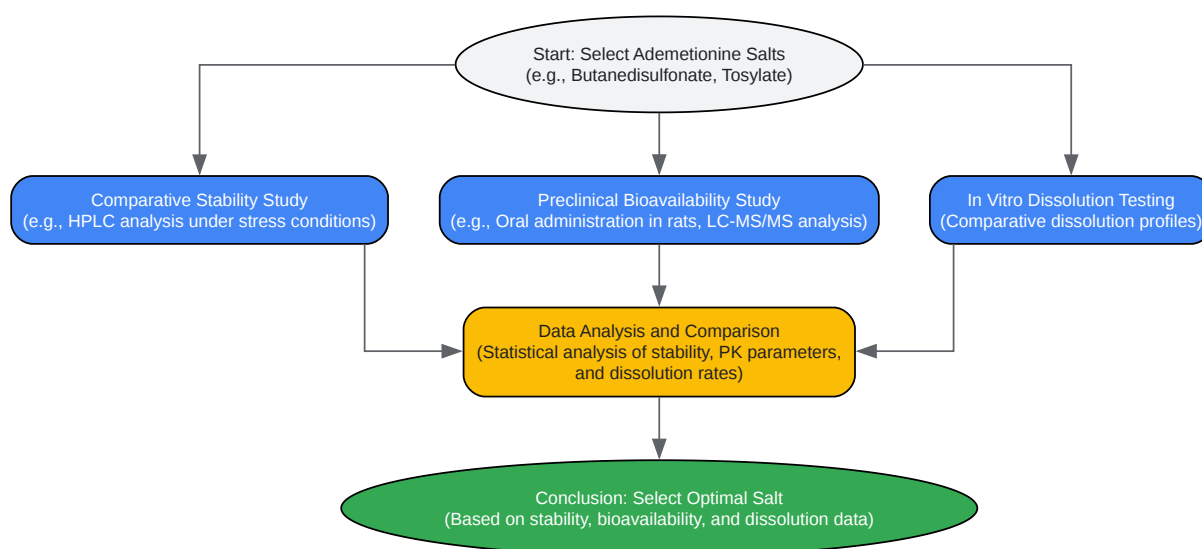 Start: Select Ademetionine Salts
(e.g., Butanedisulfonate, Tosylate)
Comparative Stability Study
(e.g., HPLC analysis under stress conditions)
Preclinical Bioavailability Study
(e.g., Oral administration in rats, LC-MS/MS analysis)
In Vitro Dissolution Testing
(Comparative dissolution profiles)
Data Analysis and Comparison
(Statistical analysis of stability, PK parameters,
and dissolution rates)
Conclusion: Select Optimal Salt
(Based on stability, bioavailability, and dissolution data)